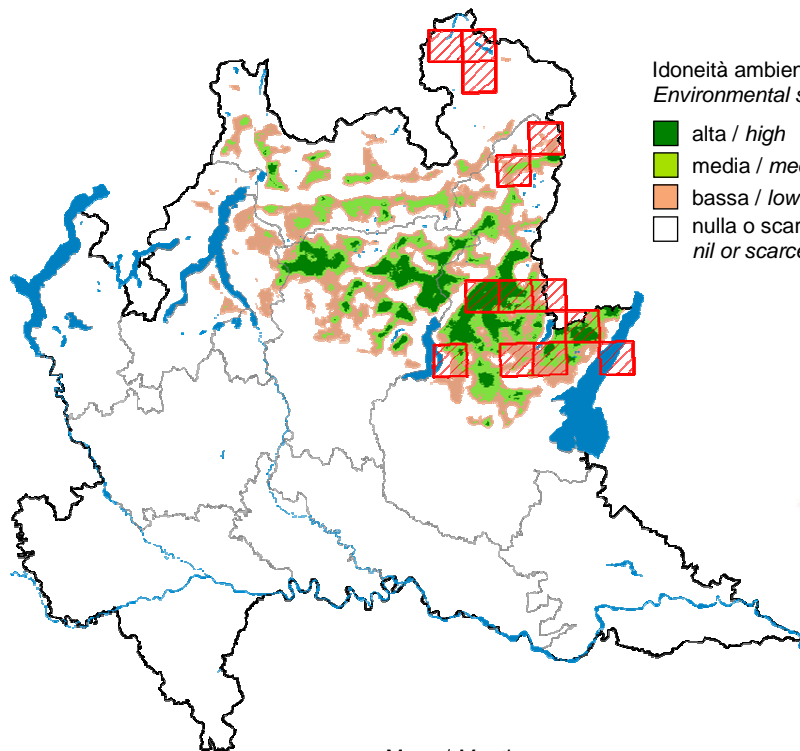 Idoneità ambien
Environmental s
alta / high
media / me
bassa / low
nulla o scar
nil or scarce